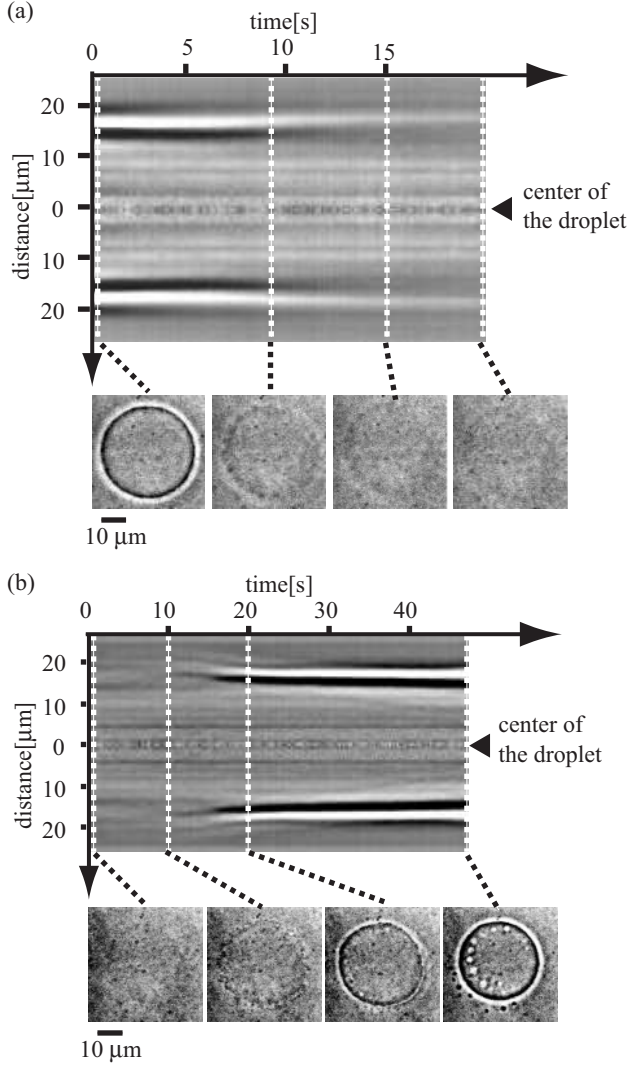 (a)
time[s]
0 5 10 15
20
10
0
10
20
distance[µm]
center of
the droplet
10 µm
(b)
time[s]
0 10 20 30 40
20
10
0
10
20
distance[µm]
center of
the droplet
10 µm